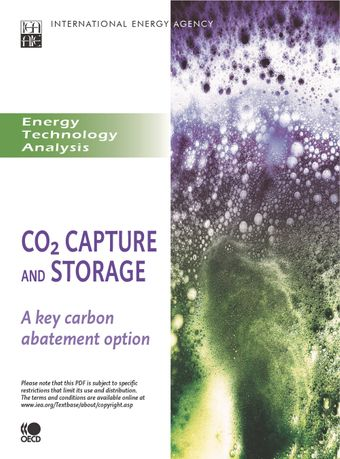 INTERNATIONAL ENERGY AGENCY
Energy
Technology
Analysis
CO₂ CAPTURE
AND STORAGE
A key carbon
abatement option
Please note that this PDF is subject to specific
restrictions that limit its use and distribution.
The terms and conditions are available online at
www.iea.org/Textbase/about/copyright.asp
OECD